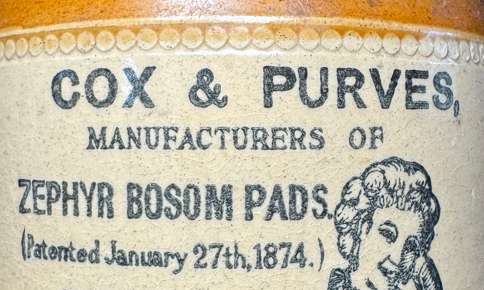 COX & PURVES,
MANUFACTURERS OF
ZEPHYR BOSOM PADS.
(Patented January 27th, 1874.)